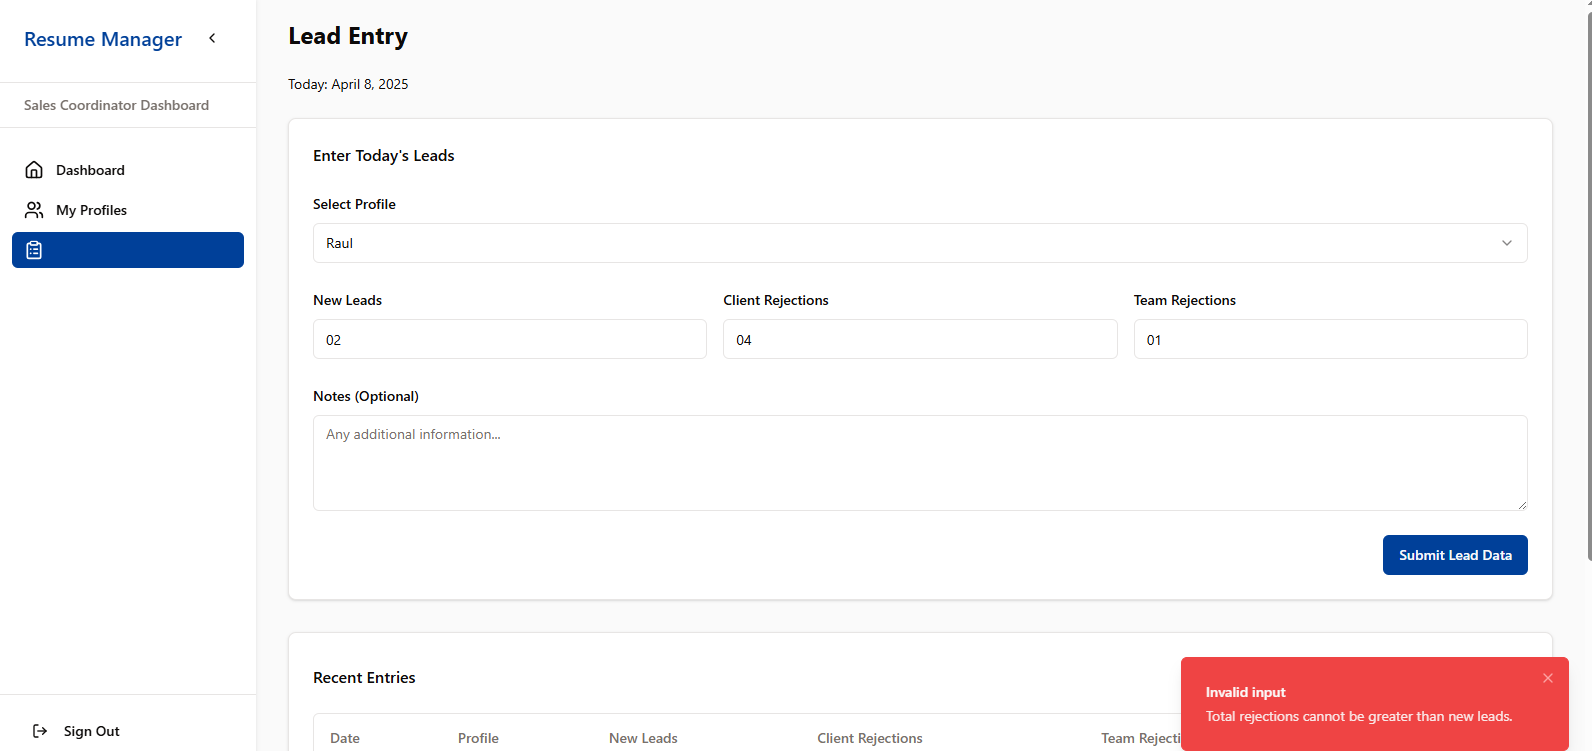 Resume Manager
Sales Coordinator Dashboard
Dashboard
My Profiles
Sign Out
Lead Entry
Today: April 8, 2025
Enter Today's Leads
Select Profile
Raul
New Leads Client Rejections Team Rejections
02 04 01
Notes (Optional)
Any additional information...
Submit Lead Data
Recent Entries
Date Profile New Leads Client Rejections Team Rejecti
Invalid input
Total rejections cannot be greater than new leads.